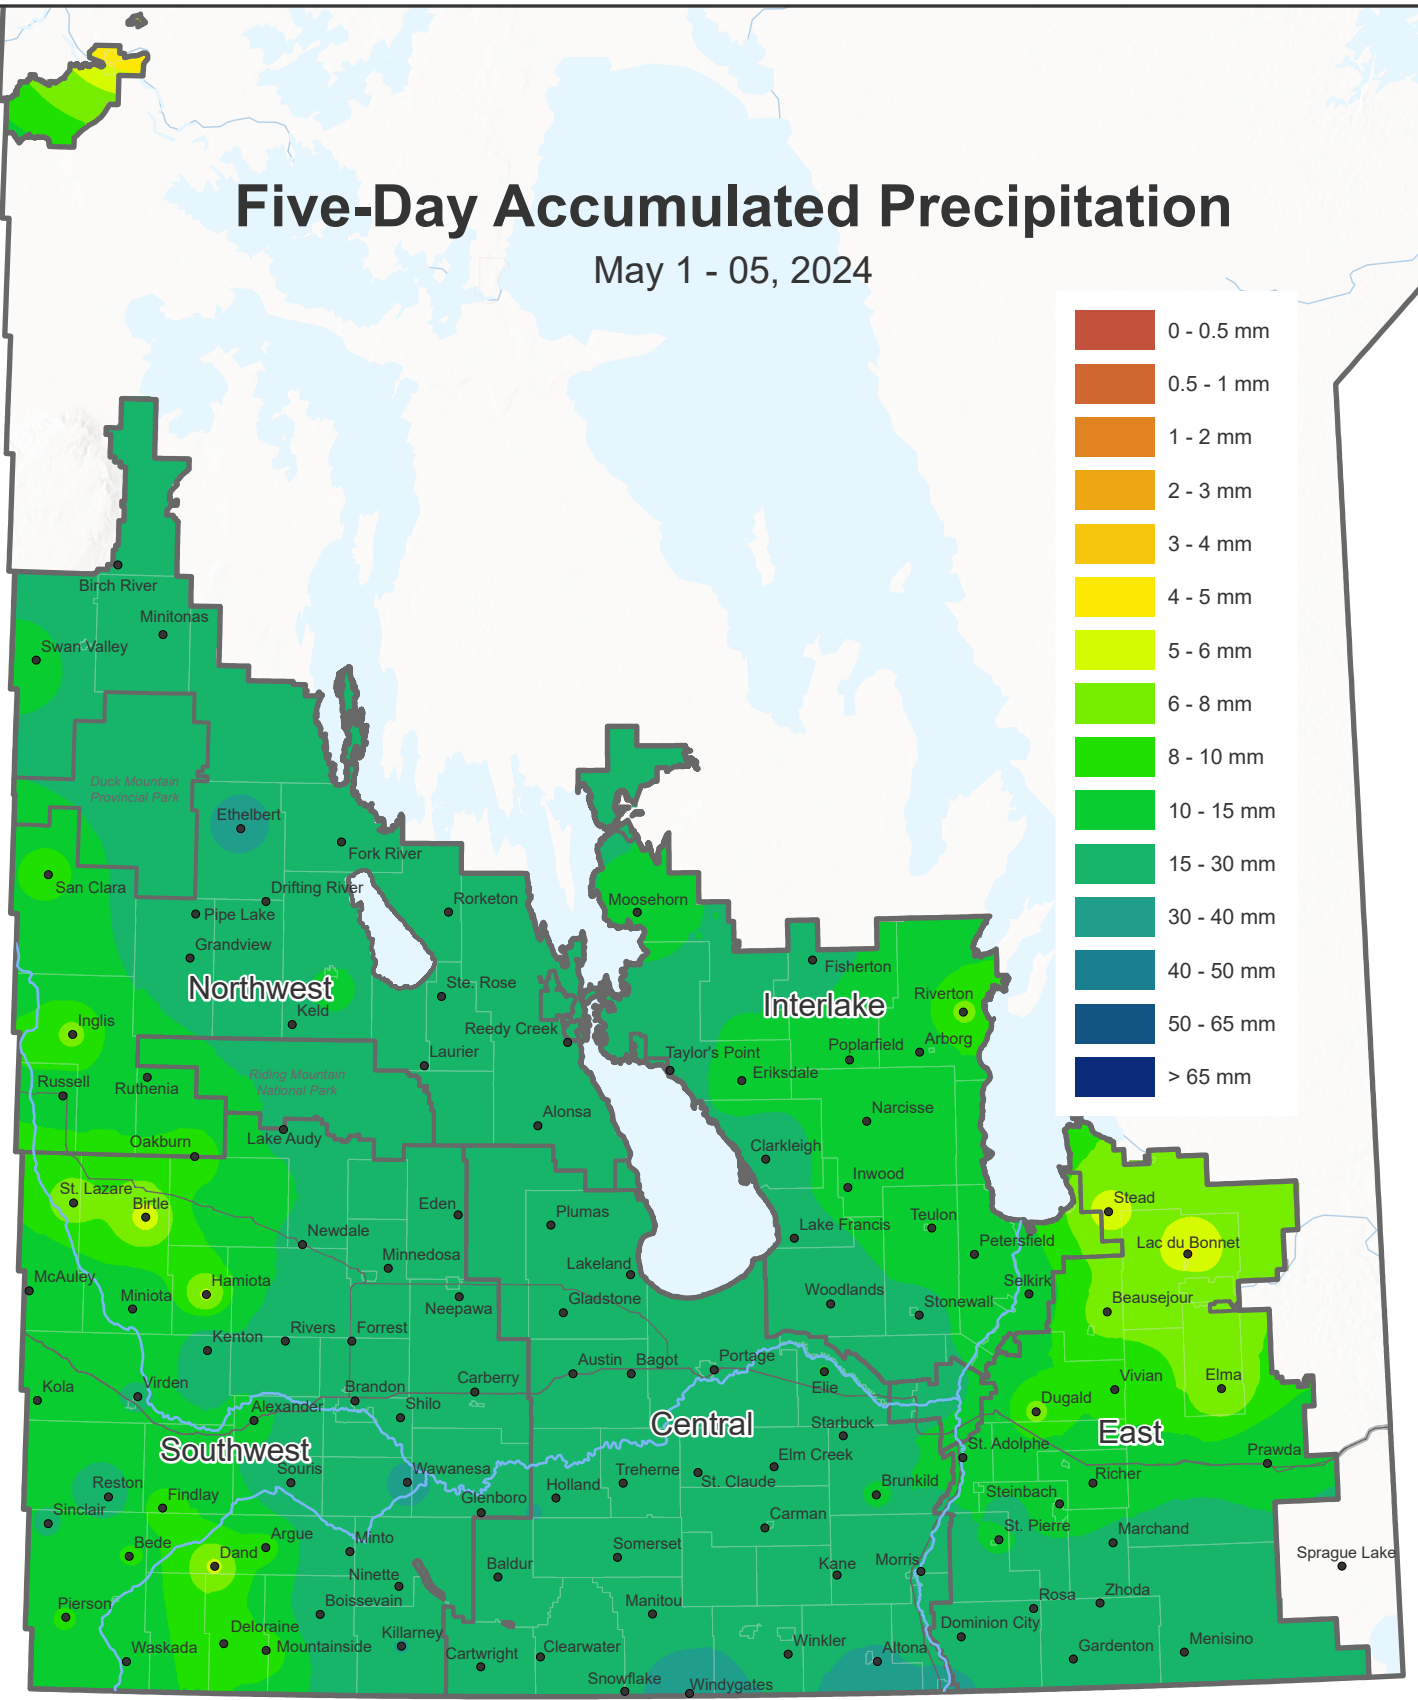 Five-Day Accumulated Precipitation
May 1 - 05, 2024
0 - 0.5 mm
0.5 - 1 mm
1 - 2 mm
2 - 3 mm
3 - 4 mm
4 - 5 mm
5 - 6 mm
6 - 8 mm
8 - 10 mm
10 - 15 mm
15 - 30 mm
30 - 40 mm
40 - 50 mm
50 - 65 mm
> 65 mm
Birch River
Minitonas
Swan Valley
Duck Mountain
Provincial Park
Ethelbert
Fork River
San Clara
Drifting River
Pipe Lake
Rorketon
Moosehorn
Grandview
Northwest
Ste. Rose
Fisherton
Interlake
Riverton
Inglis
Keld
Reedy Creek
Taylor's Point
Poplarfield
Arborg
Laurier
Eriksdale
Russell
Ruthenia
Riding Mountain
National Park
Alonsa
Narcisse
Oakburn
Lake Audy
Clarkleigh
Inwood
St. Lazare
Birtle
Eden
Plumas
Lake Francis
Teulon
Stead
Newdale
Minnedosa
Lakeland
Petersfield
Lac du Bonnet
McAuley
Miniota
Hamiota
Neepawa
Gladstone
Woodlands
Stonewall
Selkirk
Beausejour
Kenton
Rivers
Forrest
Austin
Bagot
Portage
Elie
Vivian
Elma
Kola
Virden
Brandon
Carberry
Shilo
Alexander
Central
Starbuck
Dugald
East
Southwest
Souris
Wawanesa
Treherne
St. Claude
Elm Creek
St. Adolphe
Prawda
Reston
Findlay
Glenboro
Holland
Brunkild
Richer
Steinbach
Sinclair
Argue
Minto
Carman
St. Pierre
Marchand
Bede
Dand
Ninette
Baldur
Somerset
Kane
Morris
Sprague Lake
Pierson
Boissevain
Manitou
Rosa
Zhoda
Deloraine
Waskada
Mountainside
Killarney
Cartwright
Clearwater
Winkler
Altona
Dominion City
Gardenton
Menisino
Snowflake
Windygates